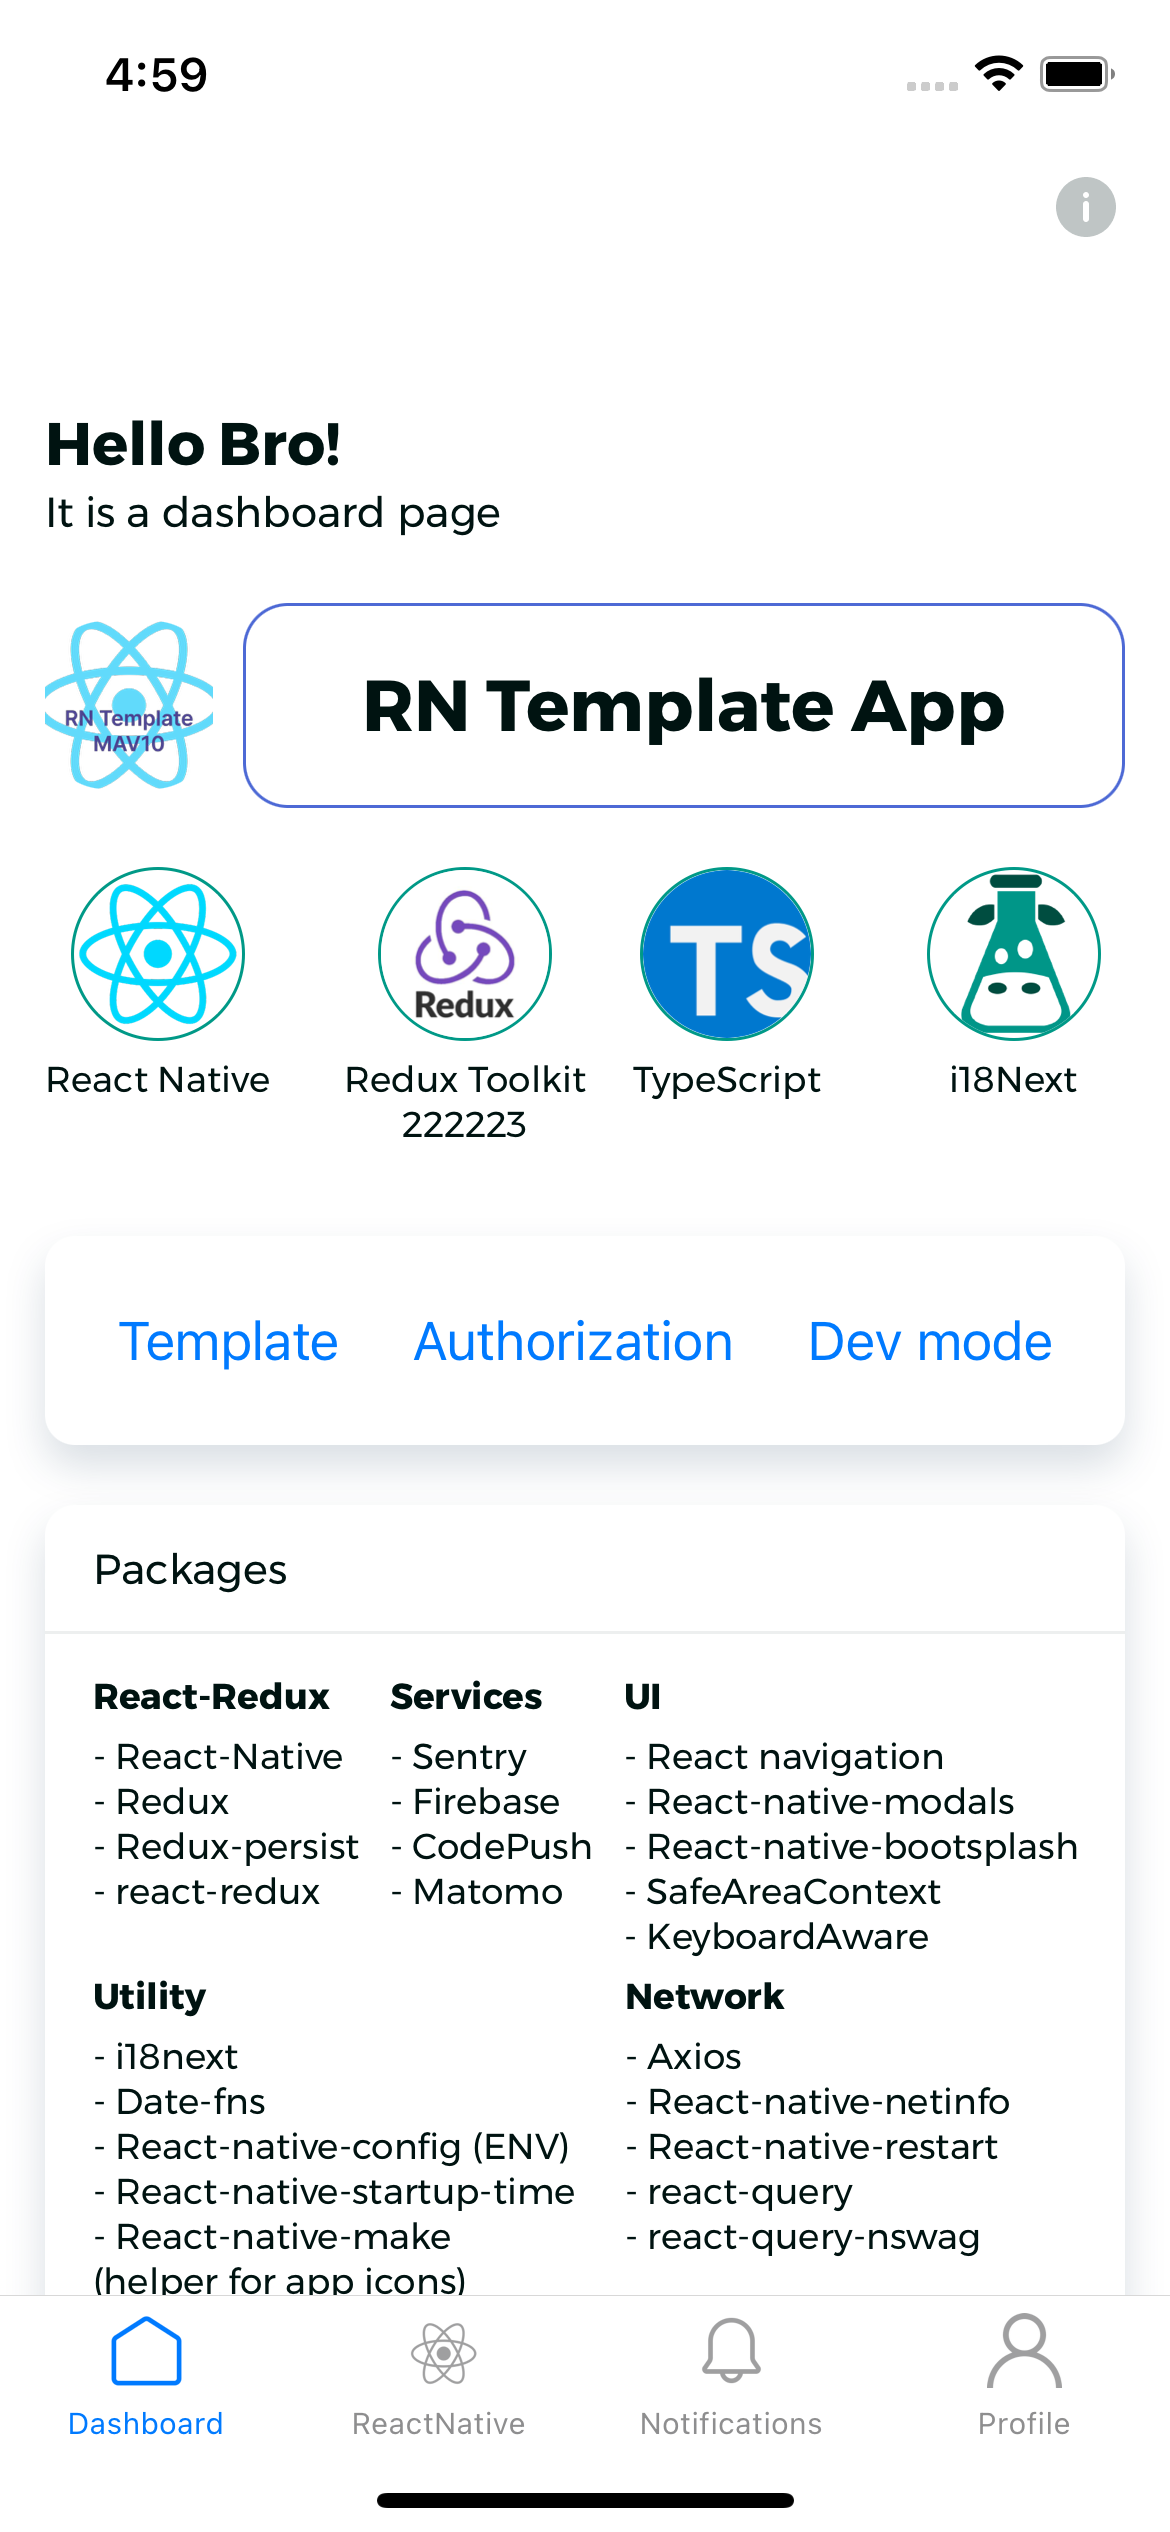 4:59
Hello Bro!
It is a dashboard page
RN Template
MAV10
RN Template App
Redux
TS
React Native
Redux Toolkit
222223
TypeScript
i18Next
Template
Authorization
Dev mode
Packages
React-Redux
- React-Native
- Redux
- Redux-persist
- react-redux
Services
- Sentry
- Firebase
- CodePush
- Matomo
UI
- React navigation
- React-native-modals
- React-native-bootsplash
- SafeAreaContext
- KeyboardAware
Utility
- i18next
- Date-fns
- React-native-config (ENV)
- React-native-startup-time
- React-native-make
(helper for app icons)
Network
- Axios
- React-native-netinfo
- React-native-restart
- react-query
- react-query-nswag
Dashboard
ReactNative
Notifications
Profile